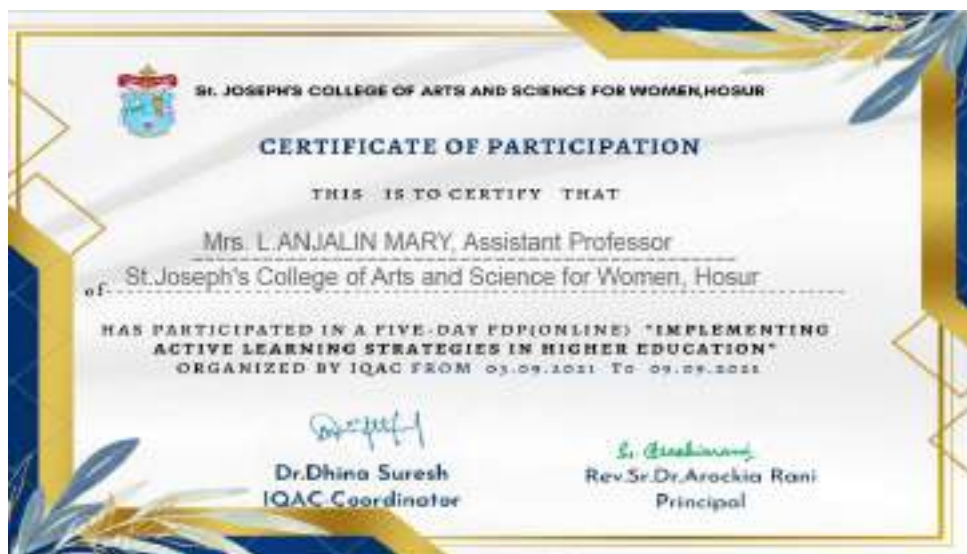 St. JOSEPH'S COLLEGE OF ARTS AND SCIENCE FOR WOMEN,HOSUR
CERTIFICATE OF PARTICIPATION
THIS IS TO CERTIFY THAT
Mrs. L.ANJALIN MARY, Assistant Professor
of St.Joseph's College of Arts and Science for Women, Hosur
HAS PARTICIPATED IN A FIVE-DAY FDP(ONLINE) "IMPLEMENTING
ACTIVE LEARNING STRATEGIES IN HIGHER EDUCATION"
ORGANIZED BY IQAC FROM 03.09.2021 To 09.09.2021
Dr.Dhina Suresh
IQAC Coordinator
Rev.Sr.Dr.Arockia Rani
Principal